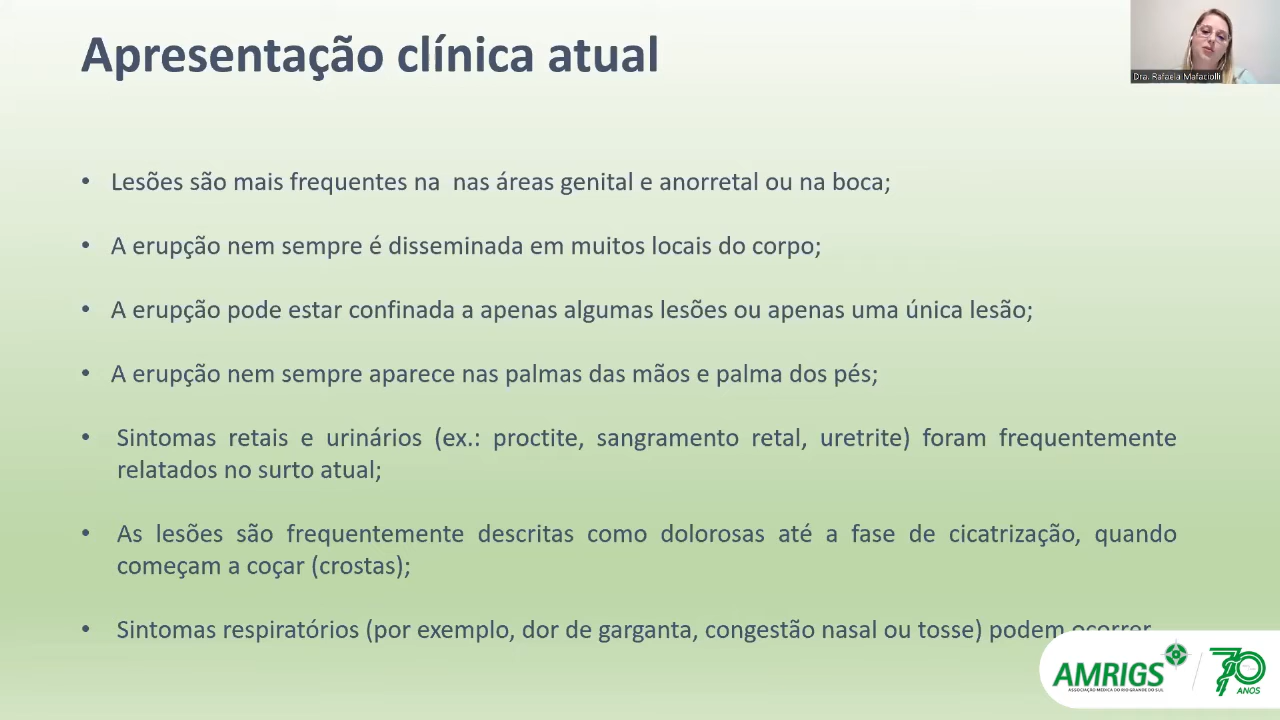 Apresentação clínica atual
Dra. Rafaela Mafaciolli
• Lesões são mais frequentes na  nas áreas genital e anorretal ou na boca;
• A erupção nem sempre é disseminada em muitos locais do corpo;
• A erupção pode estar confinada a apenas algumas lesões ou apenas uma única lesão;
• A erupção nem sempre aparece nas palmas das mãos e palma dos pés;
• Sintomas retais e urinários (ex.: proctite, sangramento retal, uretrite) foram frequentemente
relatados no surto atual;
• As lesões são frequentemente descritas como dolorosas até a fase de cicatrização, quando
começam a coçar (crostas);
• Sintomas respiratórios (por exemplo, dor de garganta, congestão nasal ou tosse) podem ocorrer
AMRIGS
ASSOCIAÇÃO MÉDICA DO RIO GRANDE DO SUL
70
ANOS